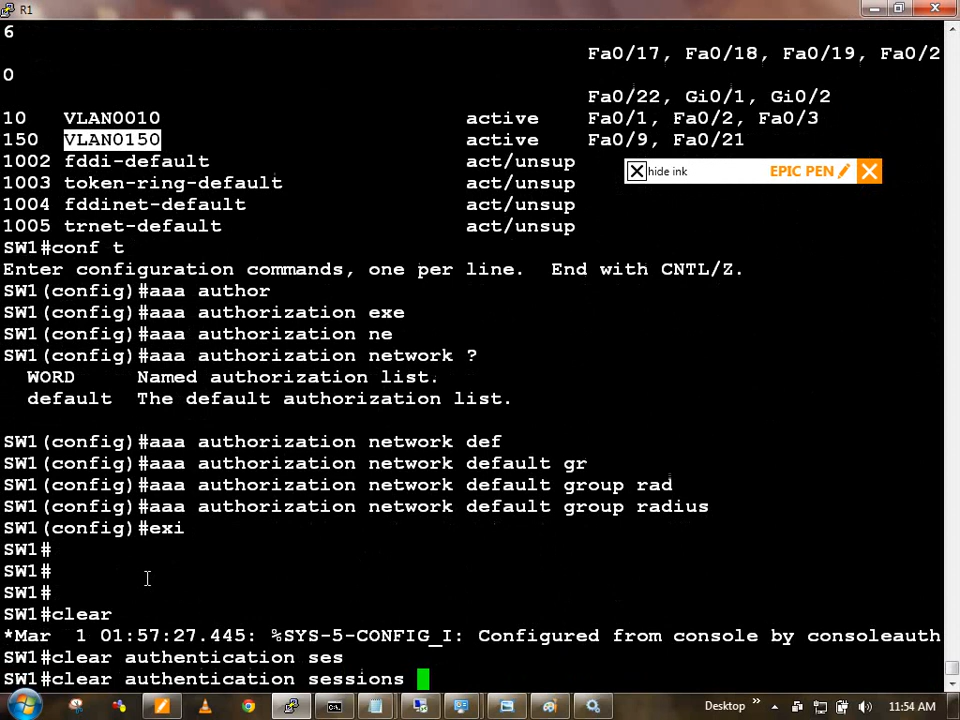 R1
6
Fa0/17, Fa0/18, Fa0/19, Fa0/2
0
Fa0/22, Gi0/1, Gi0/2
10 VLAN0010 active Fa0/1, Fa0/2, Fa0/3
150 VLAN0150 active Fa0/9, Fa0/21
1002 fddi-default act/unsup
hide ink EPIC PEN
1003 token-ring-default act/unsup
1004 fddinet-default act/unsup
1005 trnet-default act/unsup
SW1#conf t
Enter configuration commands, one per line. End with CNTL/Z.
SW1(config)#aaa author
SW1(config)#aaa authorization exe
SW1(config)#aaa authorization ne
SW1(config)#aaa authorization network ?
WORD Named authorization list.
default The default authorization list.
SW1(config)#aaa authorization network def
SW1(config)#aaa authorization network default gr
SW1(config)#aaa authorization network default group rad
SW1(config)#aaa authorization network default group radius
SW1(config)#exi
SW1#
SW1#
SW1#
SW1#clear
*Mar 1 01:57:27.445: %SYS-5-CONFIG_I: Configured from console by consoleauth
SW1#clear authentication ses
SW1#clear authentication sessions
Desktop » 11:54 AM